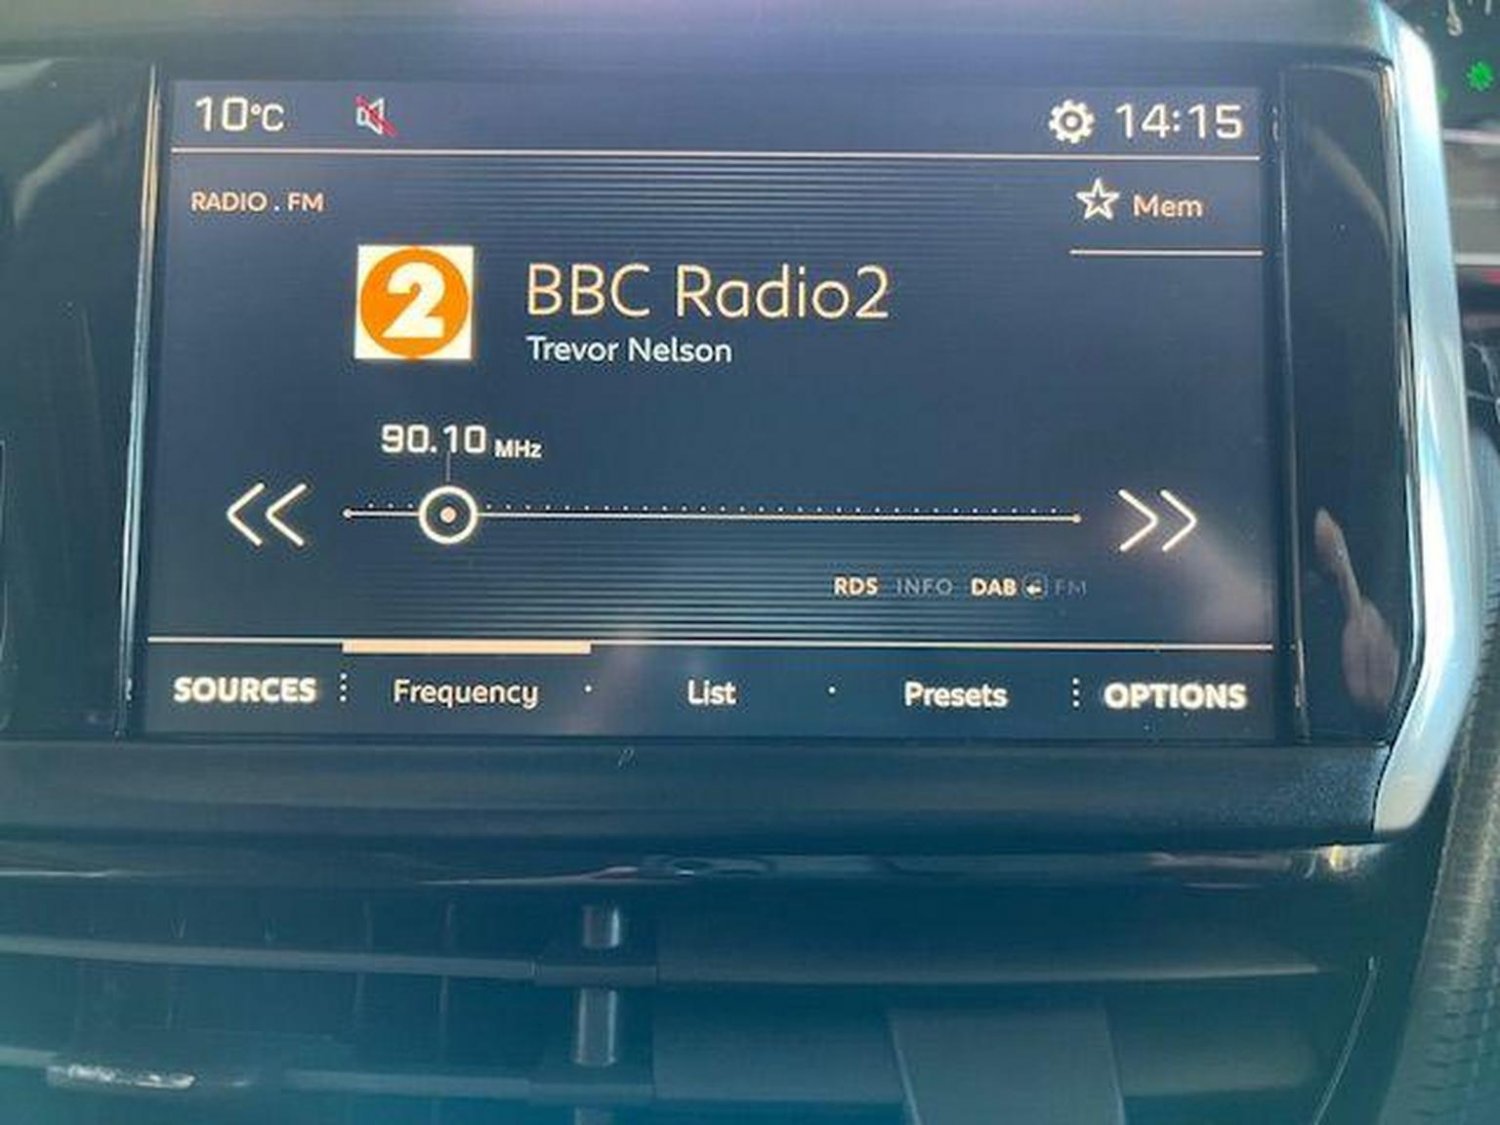 10°C 14:15
RADIO . FM
Mem
2
BBC Radio2
Trevor Nelson
90.10 MHz
RDS INFO DAB FM
SOURCES Frequency List Presets OPTIONS